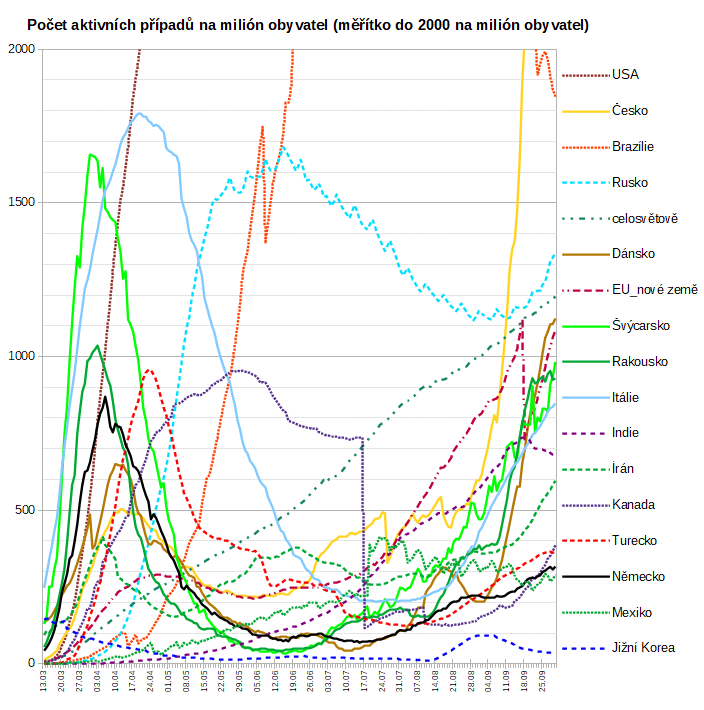 Počet aktivních případů na milión obyvatel (měřítko do 2000 na milión obyvatel)
2000
1500
1000
500
0
13.03
20.03
27.03
03.04
10.04
17.04
24.04
01.05
08.05
15.05
22.05
29.05
05.06
12.06
19.06
26.06
03.07
10.07
17.07
24.07
31.07
07.08
14.08
21.08
28.08
04.09
11.09
18.09
25.09
USA
Česko
Brazílie
Rusko
celosvětově
Dánsko
EU_nové země
Švýcarsko
Rakousko
Itálie
Indie
Írán
Kanada
Turecko
Německo
Mexiko
Jižní Korea